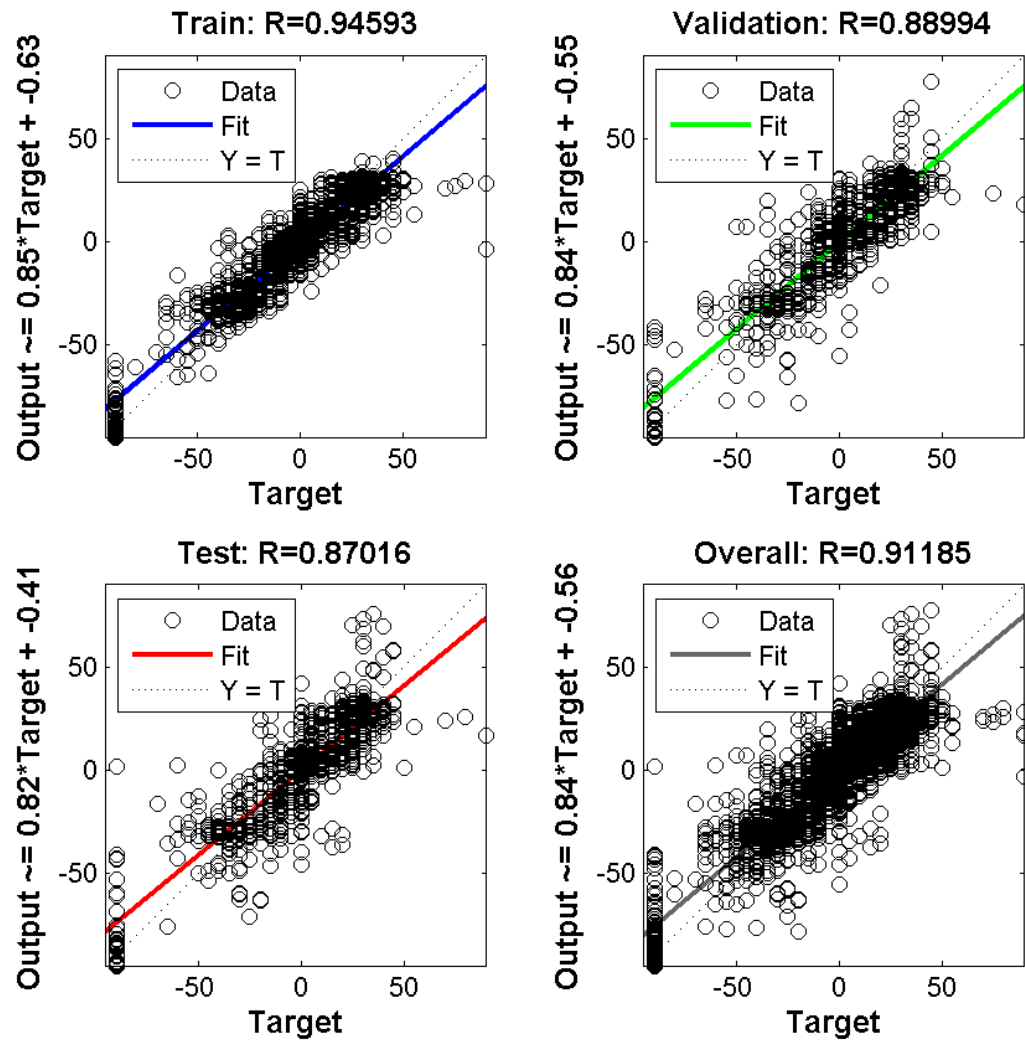 Train: R=0.94593
Output ~= 0.85*Target + -0.63
Data
Fit
Y = T
50
0
-50
-50 0 50
Target
Validation: R=0.88994
Output ~= 0.84*Target + -0.55
Data
Fit
Y = T
50
0
-50
-50 0 50
Target
Test: R=0.87016
Output ~= 0.82*Target + -0.41
Data
Fit
Y = T
50
0
-50
-50 0 50
Target
Overall: R=0.91185
Output ~= 0.84*Target + -0.56
Data
Fit
Y = T
50
0
-50
-50 0 50
Target